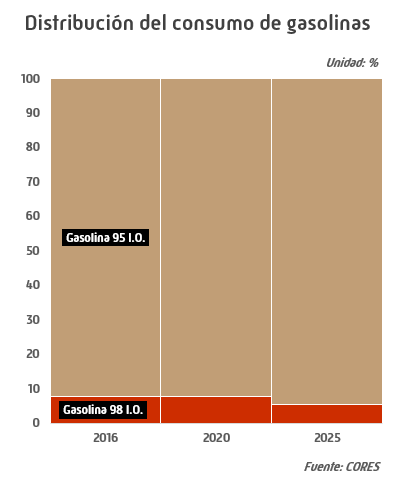 Distribución del consumo de gasolinas
Unidad: %
100
90
80
70
60
50
40
30
20
10
0
Gasolina 95 I.O.
Gasolina 98 I.O.
2016
2020
2025
Fuente: CORES